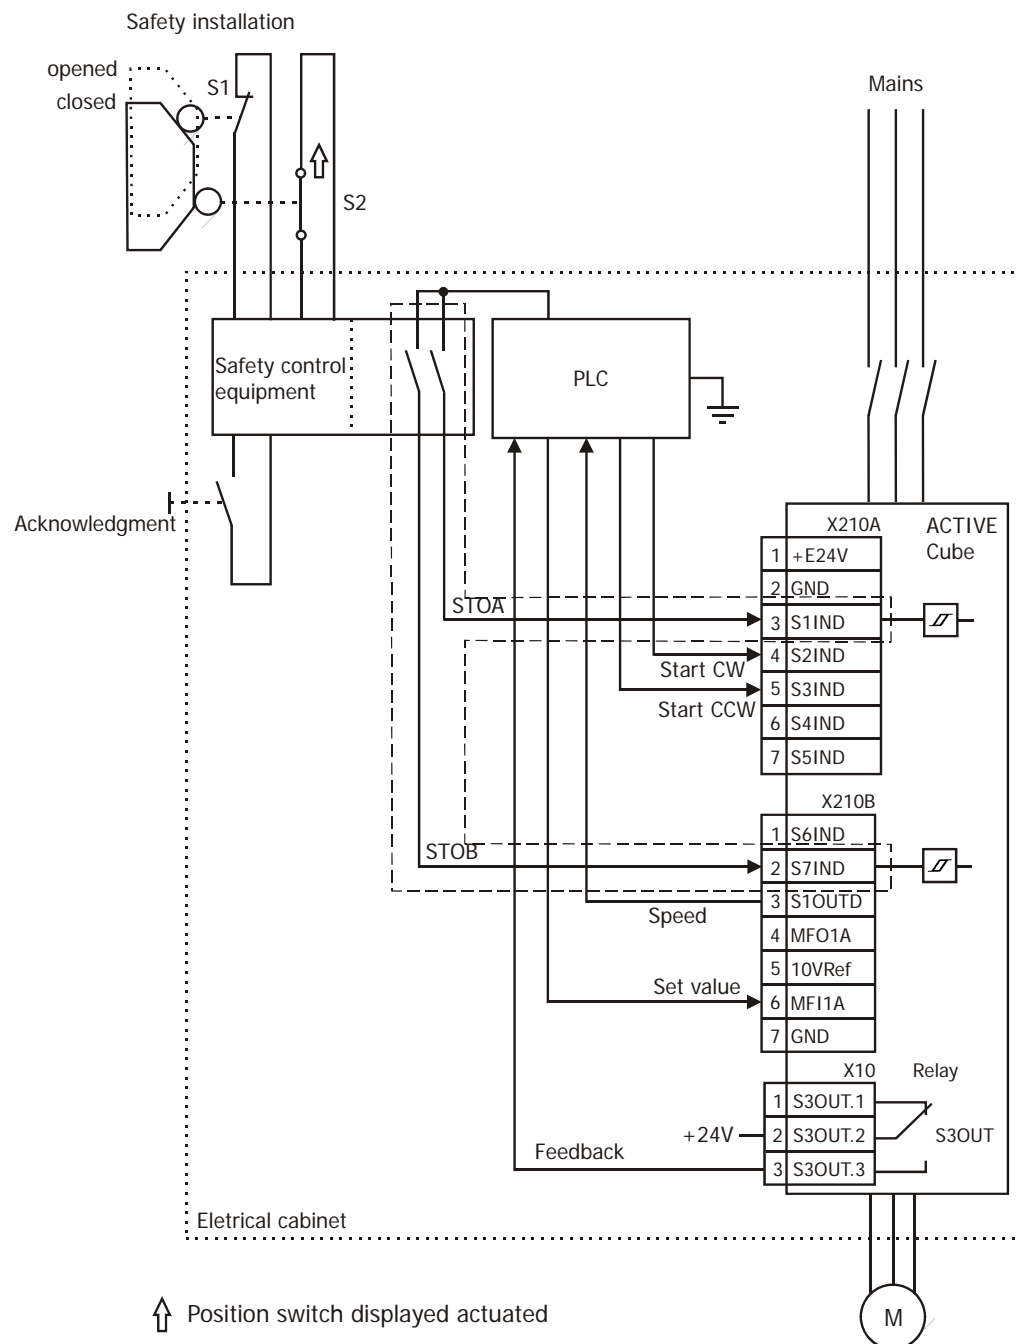 Safety installation
opened
closed
S1
S2
Mains
Safety control
equipment
PLC
Acknowledgment
X210A
ACTIVE
Cube
1 +E24V
2 GND
STOA
3 S1IND
4 S2IND
Start CW
5 S3IND
Start CCW
6 S4IND
7 S5IND
X210B
1 S6IND
STOB
2 S7IND
3 S1OUTD
Speed
4 MFO1A
5 10VRef
Set value
6 MFI1A
7 GND
X10
Relay
1 S3OUT.1
+24V
2 S3OUT.2
S3OUT
Feedback
3 S3OUT.3
Eletrical cabinet
Position switch displayed actuated
M